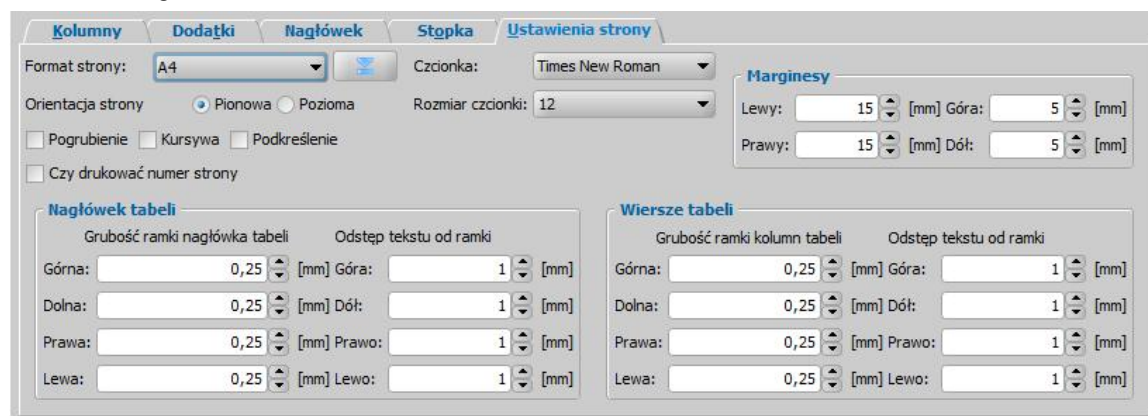 Kolumny Dodatki Nagłówek Stopka Ustawienia strony
Format strony: A4 Czcionka: Times New Roman
Marginesy
Orientacja strony Pionowa Pozioma Rozmiar czcionki: 12
Lewy: 15 [mm] Góra: 5 [mm]
Pogrubienie Kursywa Podkreślenie
Prawy: 15 [mm] Dół: 5 [mm]
Czy drukować numer strony
Nagłówek tabeli Wiersze tabeli
Grubość ramki nagłówka tabeli Odstęp tekstu od ramki Grubość ramki kolumn tabeli Odstęp tekstu od ramki
Górna: 0,25 [mm] Góra: 1 [mm] Górna: 0,25 [mm] Góra: 1 [mm]
Dolna: 0,25 [mm] Dół: 1 [mm] Dolna: 0,25 [mm] Dół: 1 [mm]
Prawa: 0,25 [mm] Prawo: 1 [mm] Prawa: 0,25 [mm] Prawo: 1 [mm]
Lewa: 0,25 [mm] Lewo: 1 [mm] Lewa: 0,25 [mm] Lewo: 1 [mm]